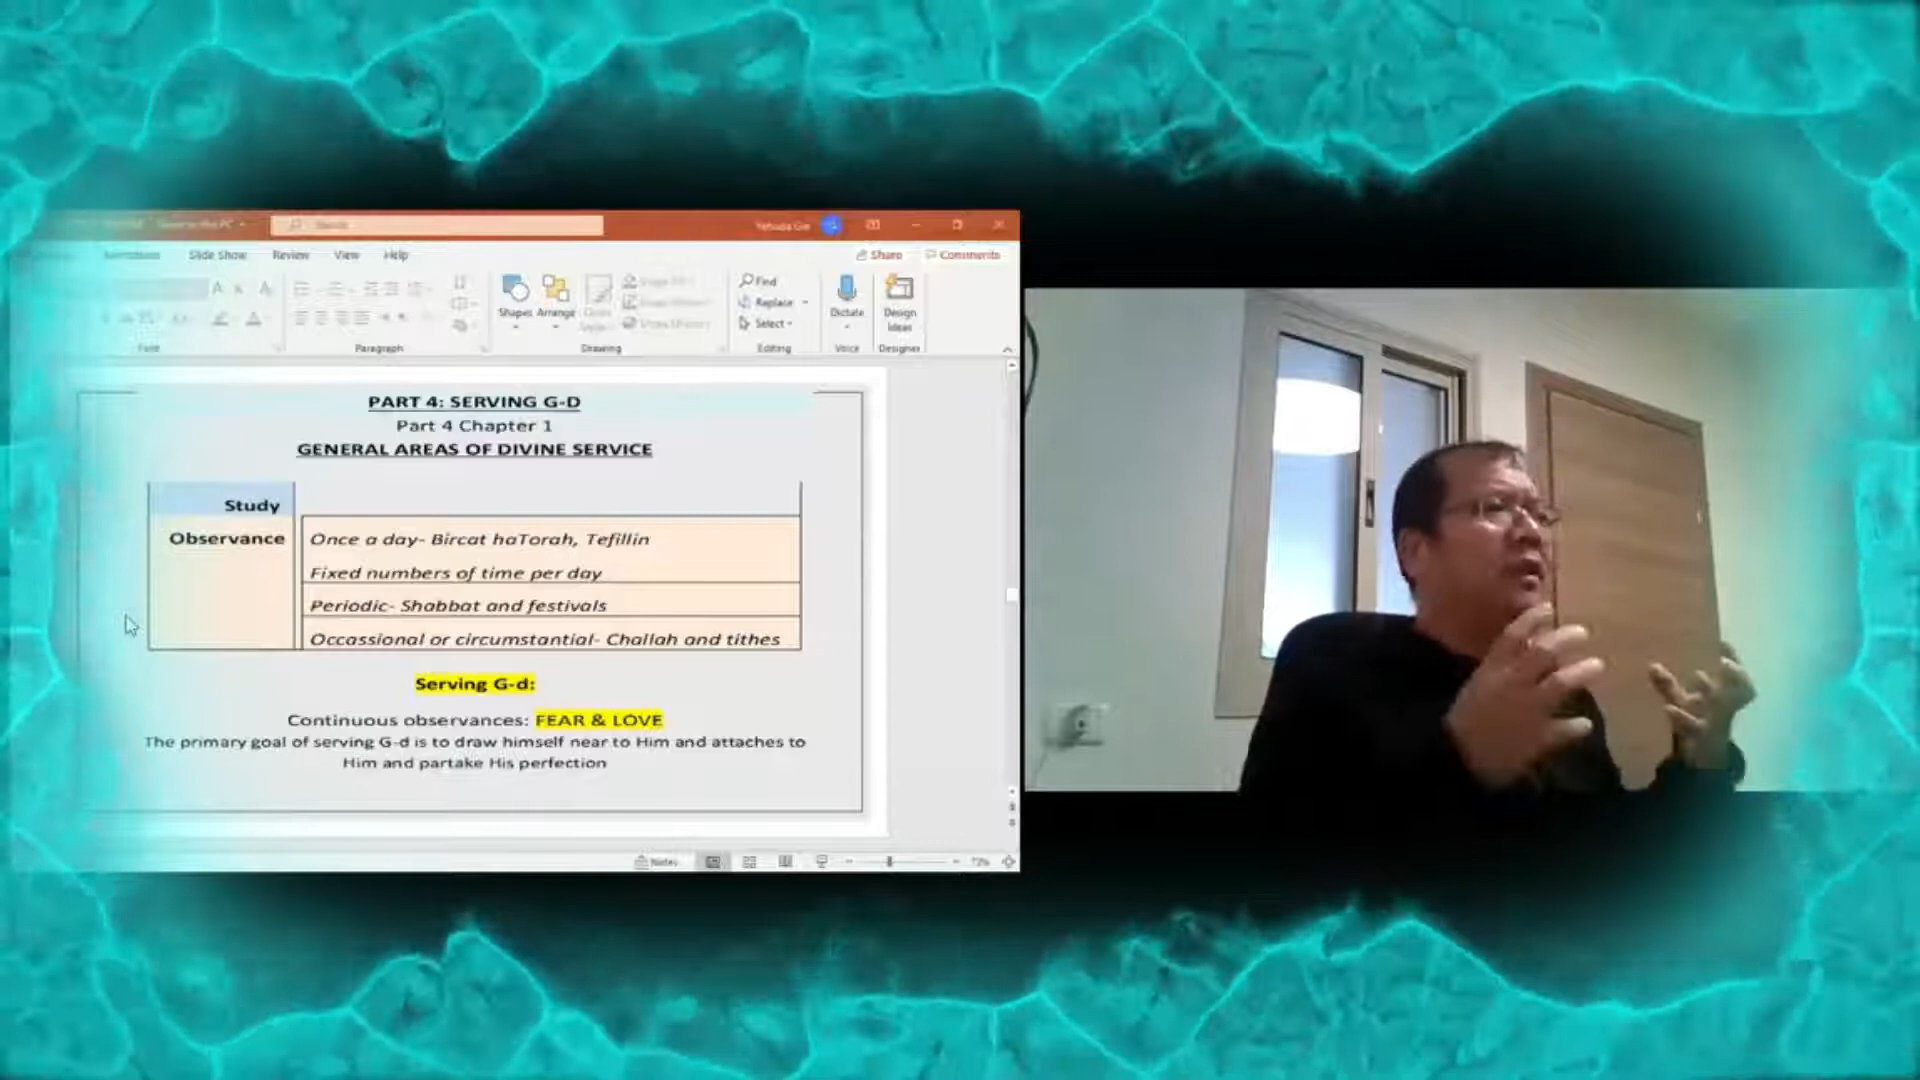 Yehuda Gie
Slide Show Review View Help Share Comments
Find
Replace
Select
Shapes Arrange Dictate Design
Ideas
Font Paragraph Drawing Editing Voice Designer
PART 4: SERVING G-D
Part 4 Chapter 1
GENERAL AREAS OF DIVINE SERVICE
Study
Observance Once a day- Bircat haTorah, Tefillin
Fixed numbers of time per day
Periodic- Shabbat and festivals
Occassional or circumstantial- Challah and tithes
Serving G-d:
Continuous observances: FEAR & LOVE
The primary goal of serving G-d is to draw himself near to Him and attaches to
Him and partake His perfection
Notes